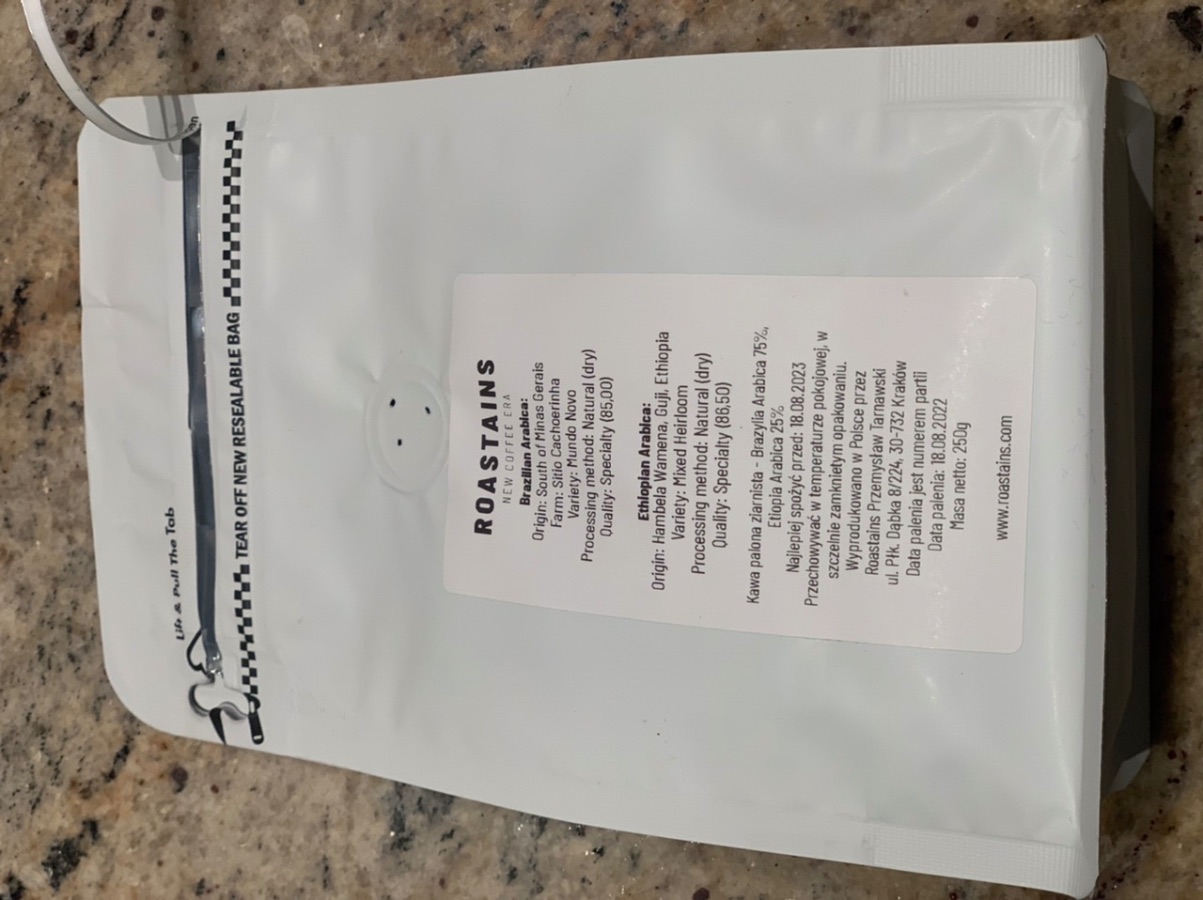 Lift & Pull The Tab
TEAR OFF NEW RESEALABLE BAG
ROASTAINS
NEW COFFEE ERA
Brazilian Arabica:
Origin: South of Minas Gerais
Farm: Sitio Cachoerinha
Variety: Mundo Novo
Processing method: Natural (dry)
Quality: Specialty (85,00)
Ethiopian Arabica:
Origin: Hambela Wamena, Guji, Ethiopia
Variety: Mixed Heirloom
Processing method: Natural (dry)
Quality: Specialty (86,50)
Kawa palona ziarnista - Brazylia Arabica 75%,
Etiopia Arabica 25%
Najlepiej spożyć przed: 18.08.2023
Przechowywać w temperaturze pokojowej, w
szczelnie zamkniętym opakowaniu.
Wyprodukowano w Polsce przez
Roastains Przemysław Tarnawski
ul. Płk. Dąbka 8/224, 30-732 Kraków
Data palenia jest numerem partii
Data palenia: 18.08.2022
Masa netto: 250g
www.roastains.com